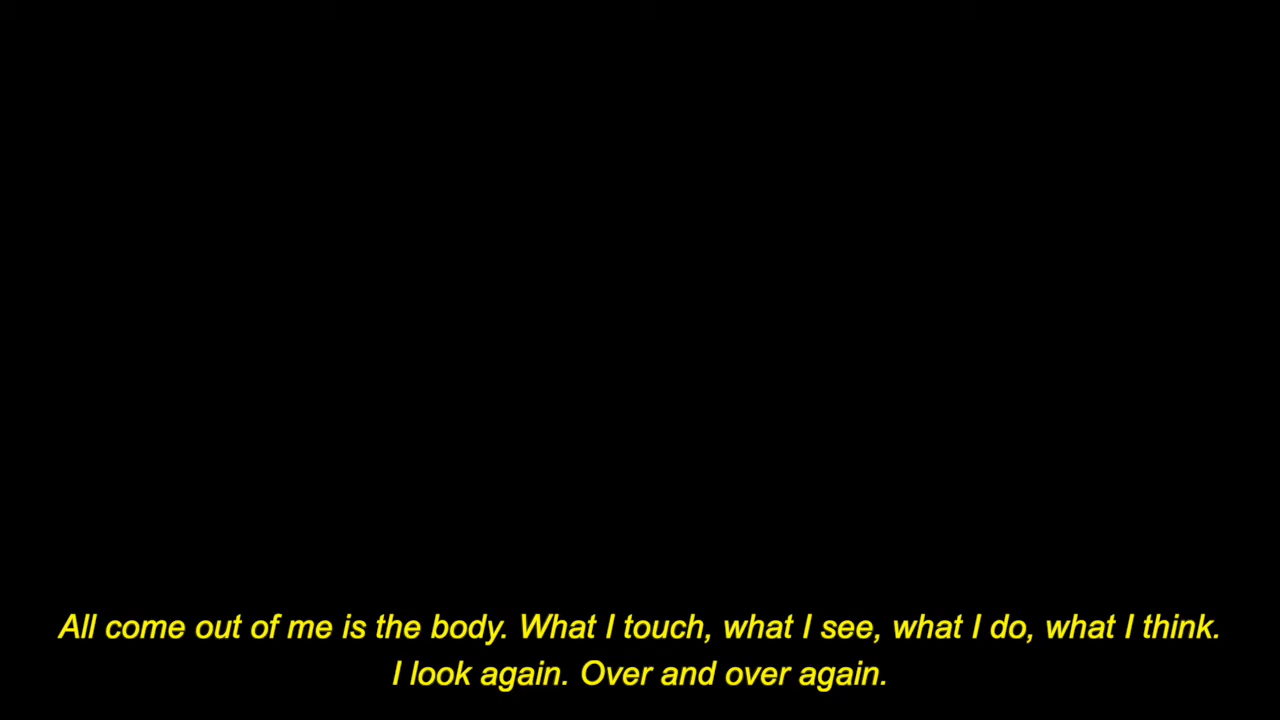 All come out of me is the body. What I touch, what I see, what I do, what I think.
I look again. Over and over again.